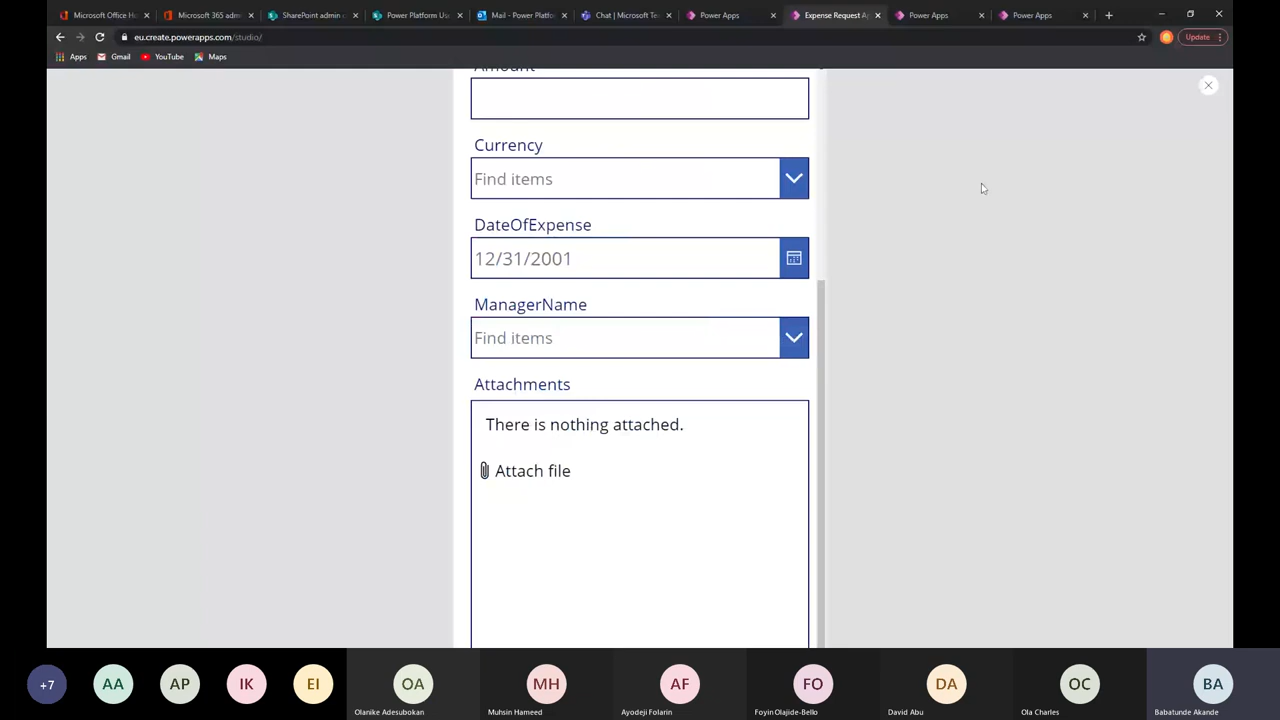 Microsoft Office Ho
Microsoft 365 adm
SharePoint admin c
Power Platform Use
Mail - Power Platfo
Chat | Microsoft Te
Power Apps
Expense Request A
Power Apps
Power Apps
eu.create.powerapps.com/studio/
Update
Apps
Gmail
YouTube
Maps
Amount
Currency
Find items
DateOfExpense
12/31/2001
ManagerName
Find items
Attachments
There is nothing attached.
Attach file
+7
AA
AP
IK
EI
OA
MH
AF
FO
DA
OC
BA
Olanike Adesubokan
Muhsin Hameed
Ayodeji Folarin
Foyin Olajide-Bello
David Abu
Ola Charles
Babatunde Akande